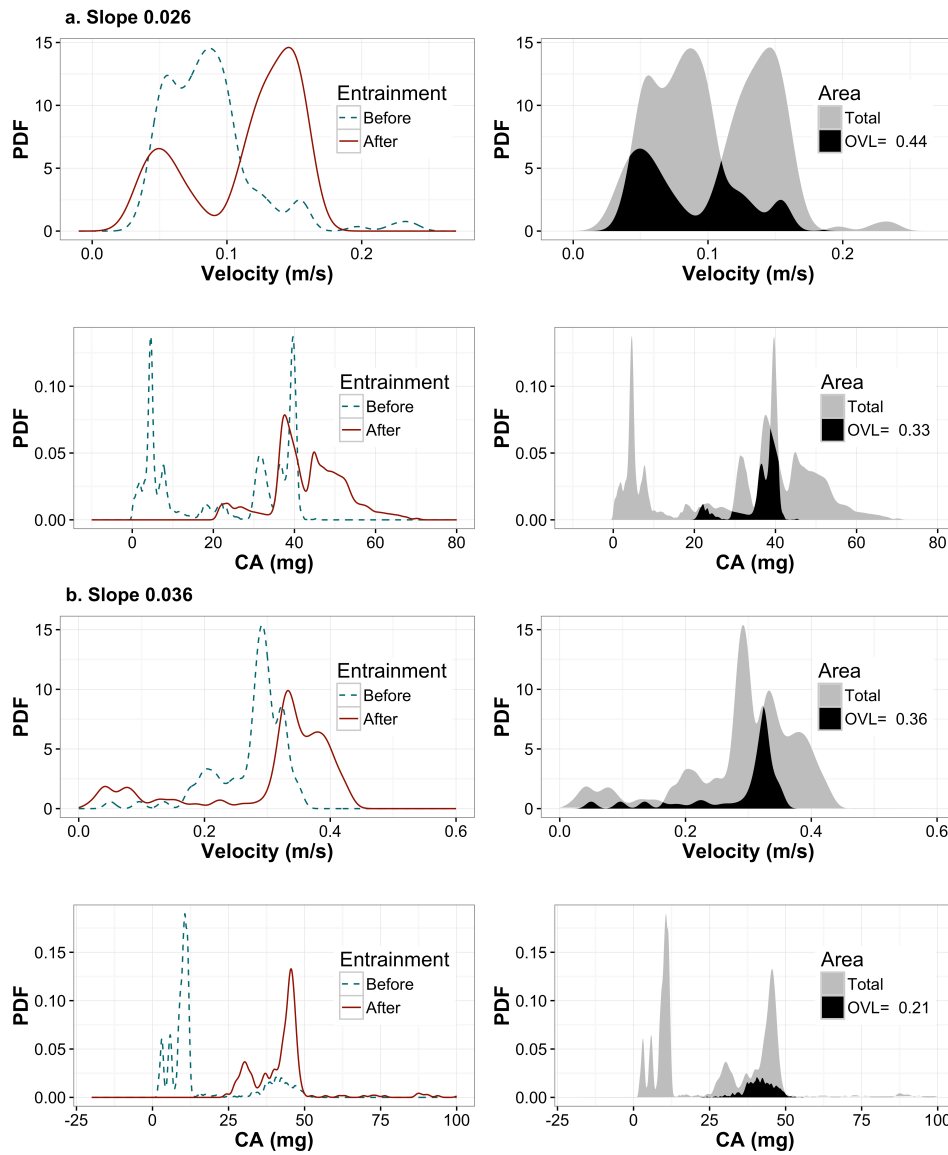 a. Slope 0.026
PDF
15
10
5
0
Entrainment
Before
After
0.0 0.1 0.2
Velocity (m/s)
PDF
15
10
5
0
Area
Total
OVL= 0.44
0.0 0.1 0.2
Velocity (m/s)
PDF
0.10
0.05
0.00
Entrainment
Before
After
0 20 40 60 80
CA (mg)
PDF
0.10
0.05
0.00
Area
Total
OVL= 0.33
0 20 40 60 80
CA (mg)
b. Slope 0.036
PDF
15
10
5
0
Entrainment
Before
After
0.0 0.2 0.4 0.6
Velocity (m/s)
PDF
15
10
5
0
Area
Total
OVL= 0.36
0.0 0.2 0.4 0.6
Velocity (m/s)
PDF
0.15
0.10
0.05
0.00
Entrainment
Before
After
-25 0 25 50 75 100
CA (mg)
PDF
0.15
0.10
0.05
0.00
Area
Total
OVL= 0.21
-25 0 25 50 75 100
CA (mg)